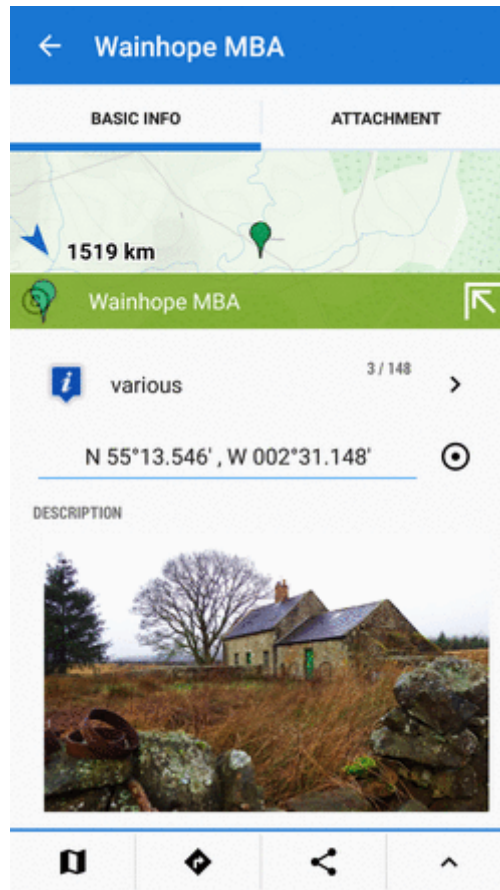 Wainhope MBA
BASIC INFO
ATTACHMENT
1519 km
Wainhope MBA
various
3 / 148
N 55°13.546' , W 002°31.148'
DESCRIPTION